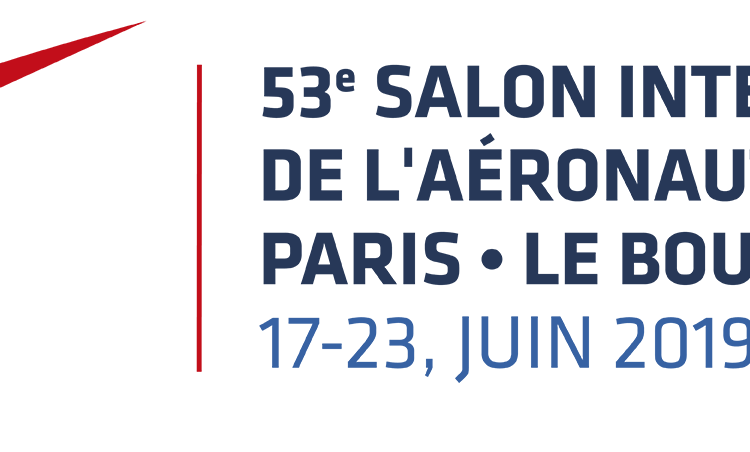 53e SALON INTE
DE L'AÉRONAU
PARIS • LE BOU
17-23, JUIN 2019